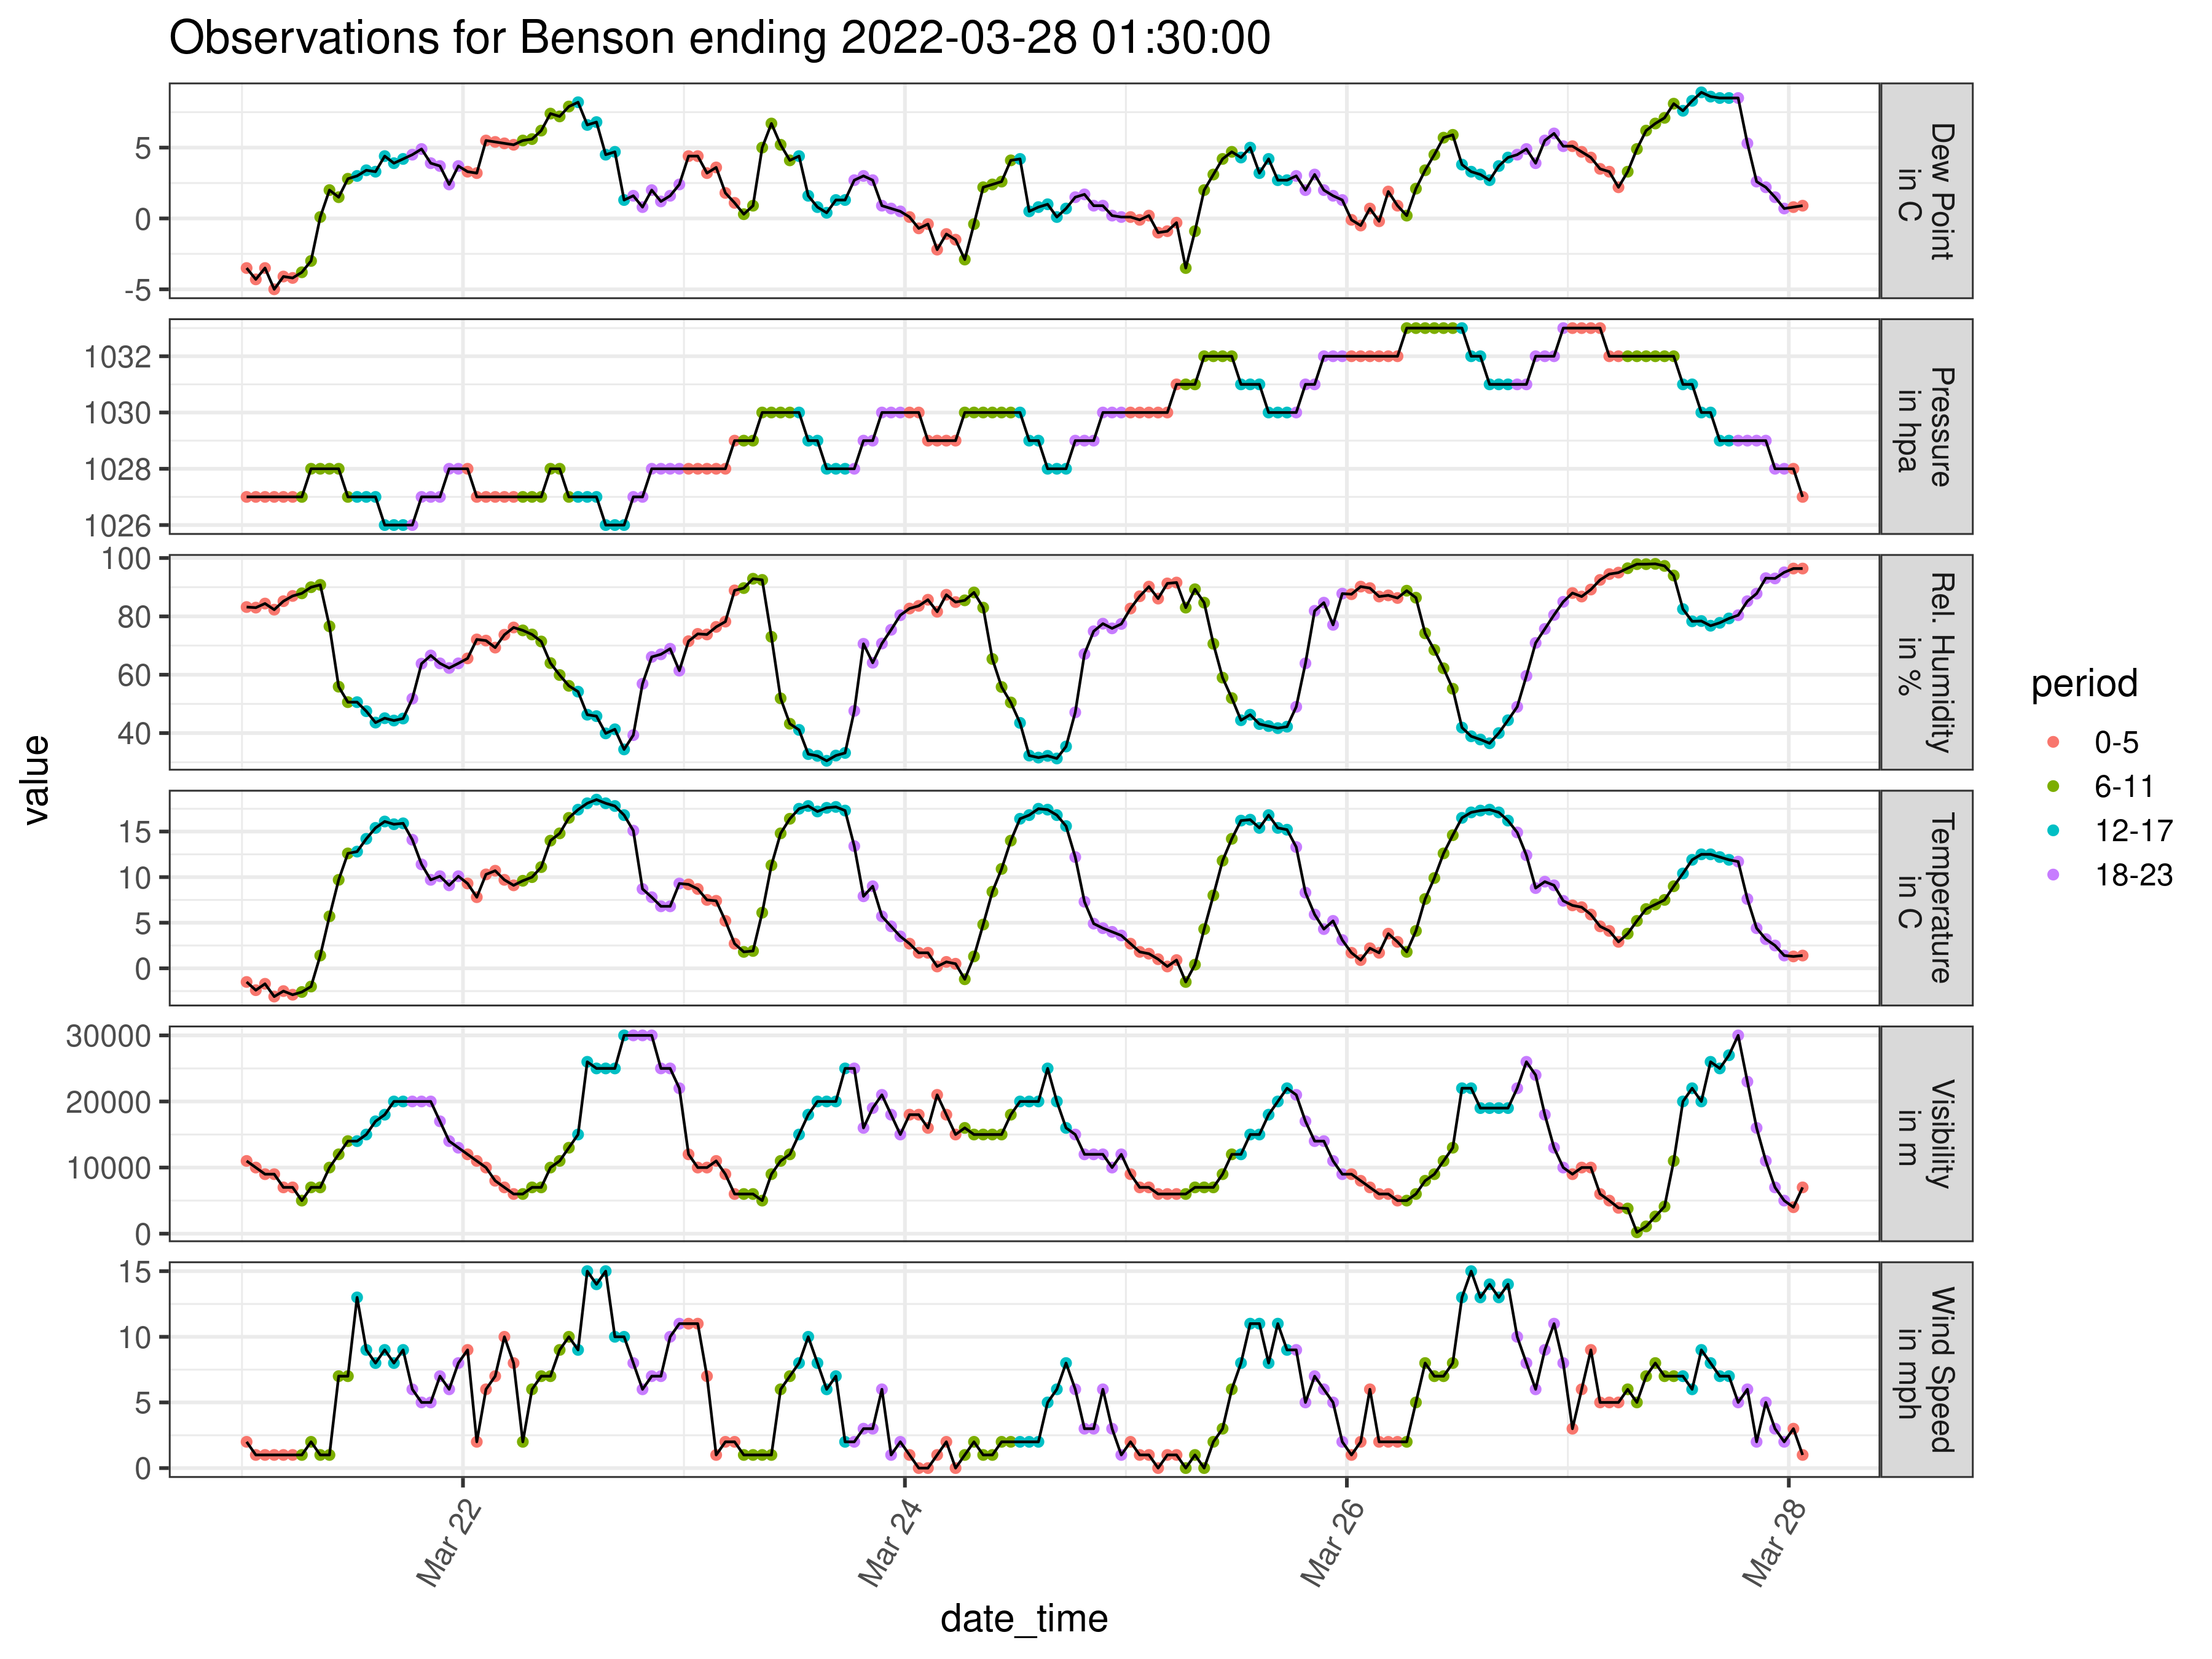 Observations for Benson ending 2022-03-28 01:30:00
value
5
0
-5
Dew Point
in C
1032
1030
1028
1026
Pressure
in hpa
100
80
60
40
Rel. Humidity
in %
15
10
5
0
Temperature
in C
30000
20000
10000
0
Visibility
in m
15
10
5
0
Wind Speed
in mph
Mar 22
Mar 24
Mar 26
Mar 28
date_time
period
0-5
6-11
12-17
18-23